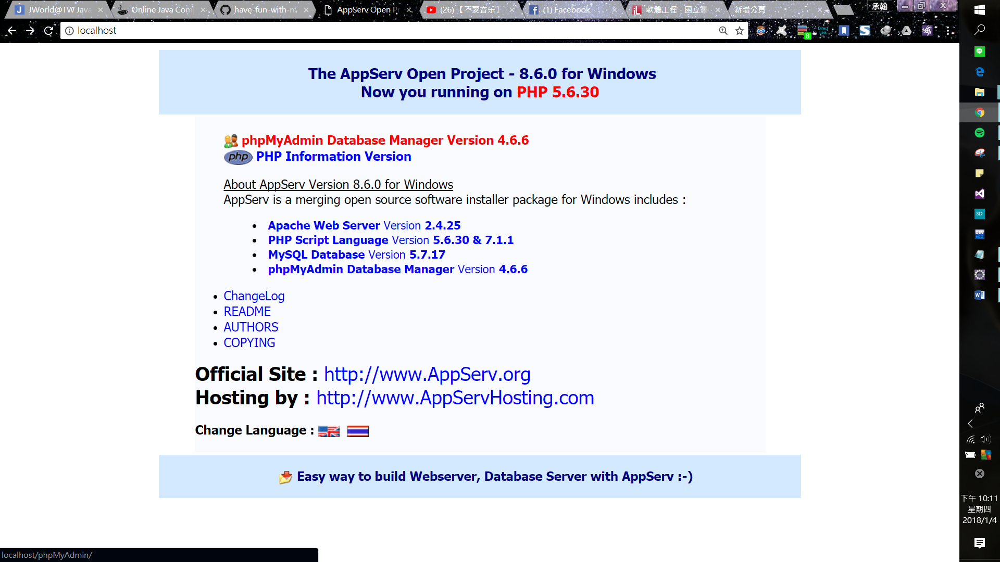 JWorld@TW Java
Online Java Com
have-fun-with-m
AppServ Open P
(26) 【不要音乐】
(1) Facebook
軟體工程 - 國立
新增分頁
承翰
localhost
8
Direct Link
The AppServ Open Project - 8.6.0 for Windows
Now you running on PHP 5.6.30
phpMyAdmin Database Manager Version 4.6.6
php PHP Information Version
About AppServ Version 8.6.0 for Windows
AppServ is a merging open source software installer package for Windows includes :
• Apache Web Server Version 2.4.25
• PHP Script Language Version 5.6.30 & 7.1.1
• MySQL Database Version 5.7.17
• phpMyAdmin Database Manager Version 4.6.6
• ChangeLog
• README
• AUTHORS
• COPYING
Official Site : http://www.AppServ.org
Hosting by : http://www.AppServHosting.com
Change Language :
Easy way to build Webserver, Database Server with AppServ :-)
SD
DEV
下午 10:11
星期四
2018/1/4
localhost/phpMyAdmin/